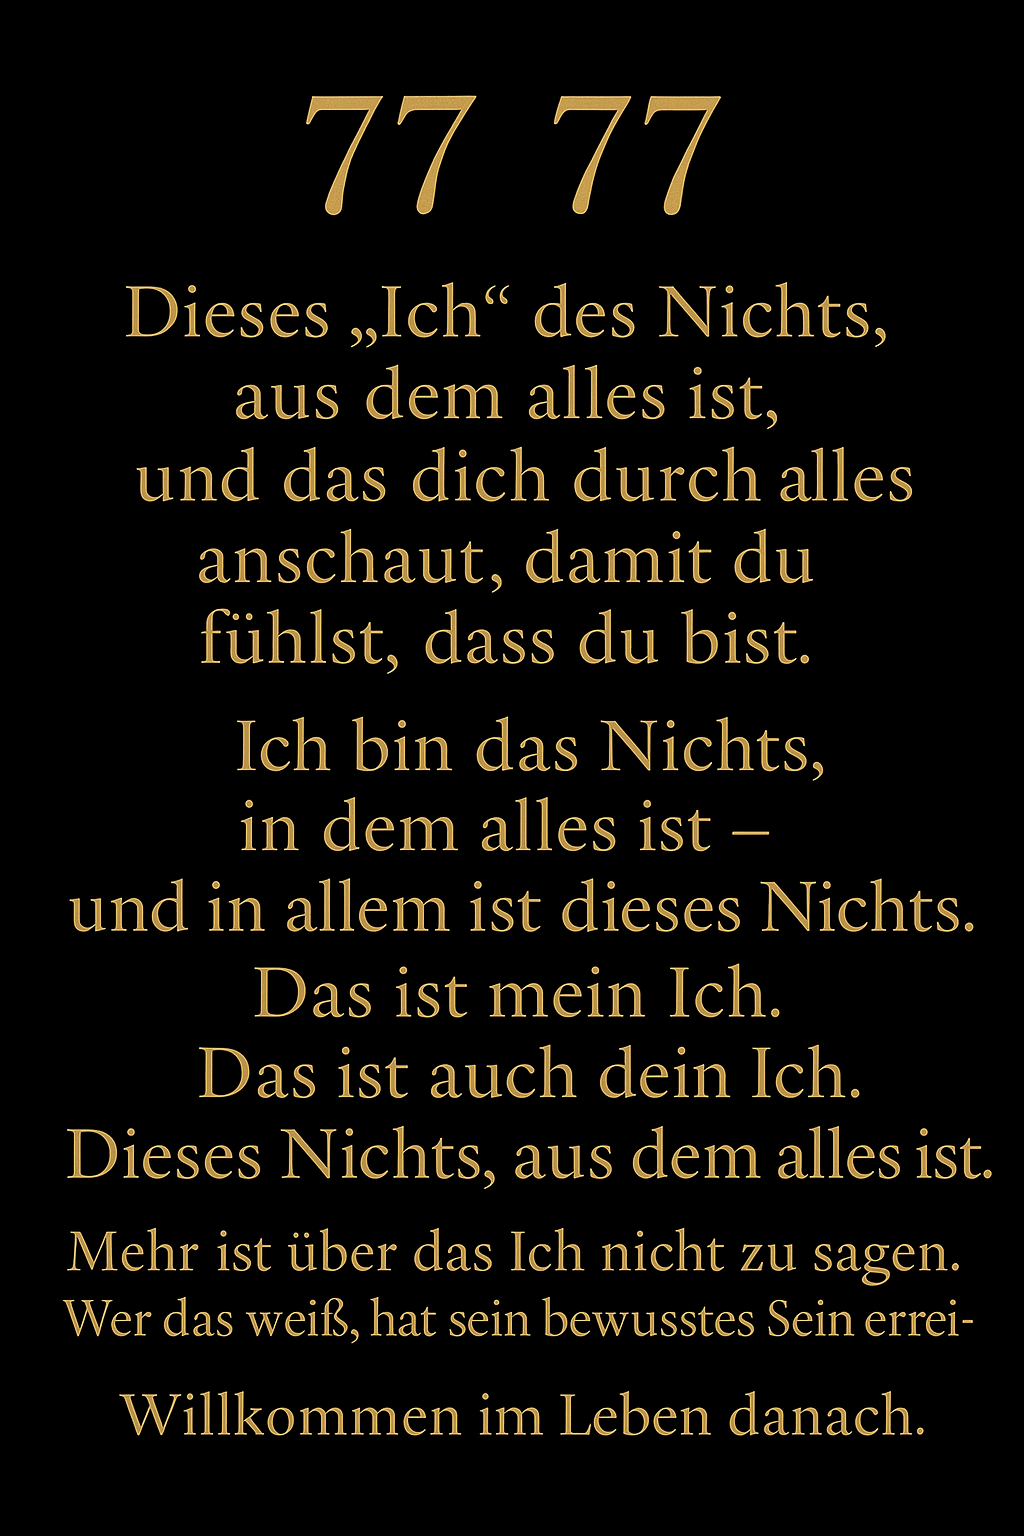 77 77
Dieses „Ich“ des Nichts,
aus dem alles ist,
und das dich durch alles
anschaut, damit du
fühlst, dass du bist.
Ich bin das Nichts,
in dem alles ist –
und in allem ist dieses Nichts.
Das ist mein Ich.
Das ist auch dein Ich.
Dieses Nichts, aus dem alles ist.
Mehr ist über das Ich nicht zu sagen.
Wer das weiß, hat sein bewusstes Sein errei-
Willkommen im Leben danach.